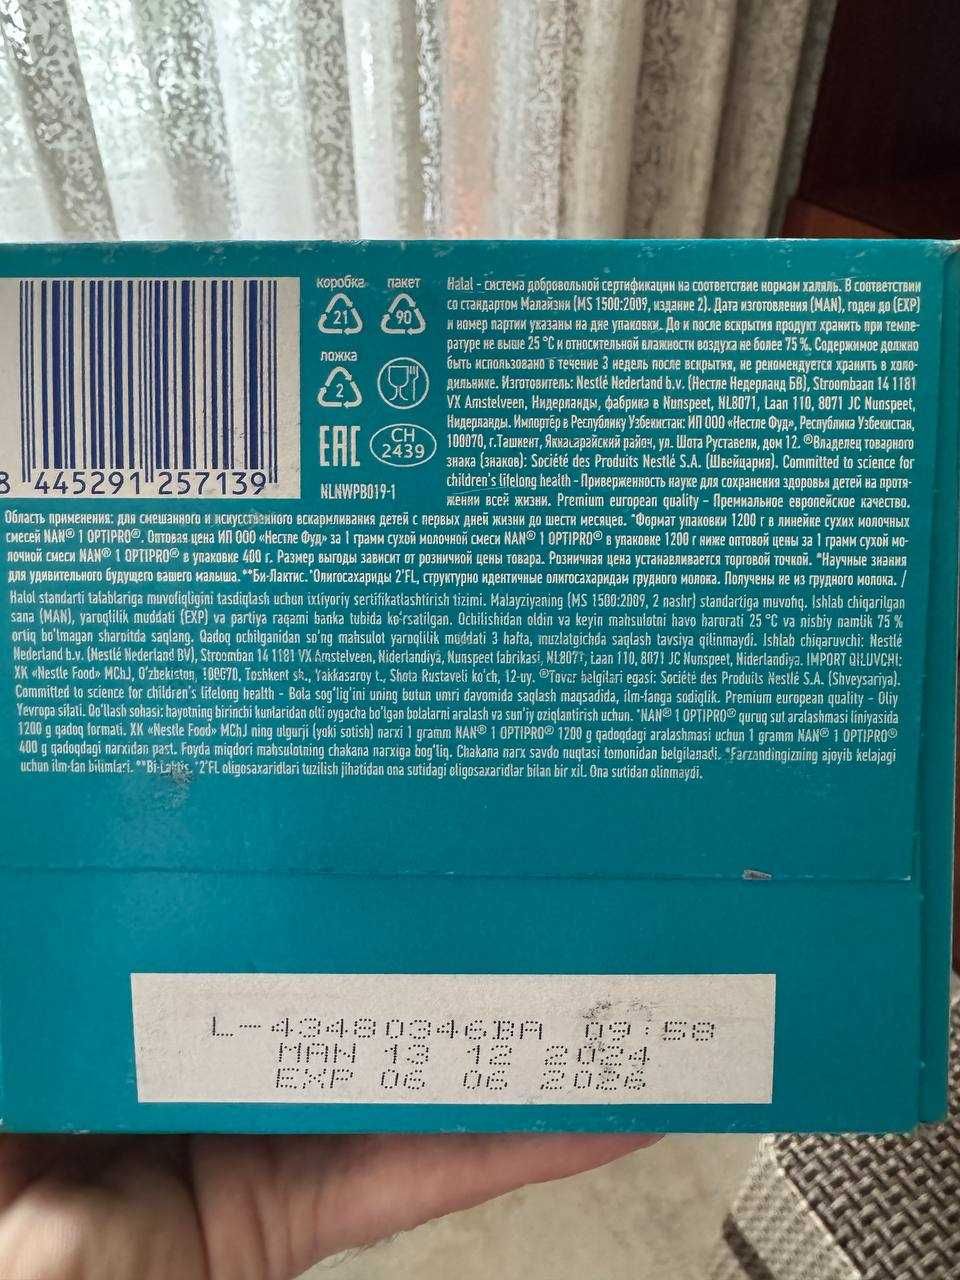 коробка
пакет
21
90
ложка
2
EAC
CH
2439
NLNWPB019-1
8 445291 257139
Halal - система добровольной сертификации на соответствие нормам халяль. В соответствии
со стандартом Малайзии (MS 1500:2009, издание 2). Дата изготовления (MAN), годен до (EXP)
и номер партии указаны на дне упаковки. До и после вскрытия продукт хранить при темпе-
ратуре не выше 25 °C и относительной влажности воздуха не более 75 %. Содержимое должно
быть использовано в течение 3 недель после вскрытия, не рекомендуется хранить в холо-
дильнике. Изготовитель: Nestlé Nederland b.v. (Нестле Недерланд БВ), Stroombaan 14 1181
VX Amstelveen, Нидерланды, фабрика в Nunspeet, NL8071, Laan 110, 8071 JC Nunspeet,
Нидерланды. Импортёр в Республику Узбекистан: ИП ООО «Нестле Фуд», Республика Узбекистан,
100070, г.Ташкент, Яккасарайский район, ул. Шота Руставели, дом 12. ®Владелец товарного
знака (знаков): Société des Produits Nestlé S.A. (Швейцария). Committed to science for
children's lifelong health - Приверженность науке для сохранения здоровья детей на протя-
жении всей жизни. Premium european quality - Премиальное европейское качество.
Область применения: для смешанного и искусственного вскармливания детей с первых дней жизни до шести месяцев. *Формат упаковки 1200 г в линейке сухих молочных
смесей NAN® 1 OPTIPRO®. Оптовая цена ИП ООО «Нестле Фуд» за 1 грамм сухой молочной смеси NAN® 1 OPTIPRO® в упаковке 1200 г ниже оптовой цены за 1 грамм сухой мо-
лочной смеси NAN® 1 OPTIPRO® в упаковке 400 г. Размер выгоды зависит от розничной цены товара. Розничная цена устанавливается торговой точкой. *Научные знания
для удивительного будущего вашего малыша. **Би-Лактис. 'Олигосахариды 2'FL, структурно идентичные олигосахаридам грудного молока. Получены не из грудного молока. /
Halol standarti talablariga muvofiqligini tasdiqlash uchun ixtiyoriy sertifikatlashtirish tizimi. Malayziyaning (MS 1500:2009, 2 nashr) standartiga muvofiq. Ishlab chiqarilgan
sana (MAN), yaroqlilik muddati (EXP) va partiya raqami banka tubida ko'rsatilgan. Ochilishidan oldin va keyin mahsulotni havo harorati 25 °C va nisbiy namlik 75 %
ortiq bo'lmagan sharoitda saqlang. Qadoq ochilganidan so'ng mahsulot yaroqlilik muddati 3 hafta, muzlatgichda saqlash tavsiya qilinmaydi. Ishlab chiqaruvchi: Nestlé
Nederland b.v. (Nestlé Nederland BV), Stroomban 14 1181 VX Amstelveen, Niderlandiya, Nunspeet fabrikasi, NL8071, Laan 110, 8071 JC Nunspeet, Niderlandiya. IMPORT QILUVCHI:
XK «Nestle Food» MChJ, O'zbekiston, 100070, Toshkent sh., Yakkasaroy t., Shota Rustaveli ko'ch, 12-uy. ®Tovar belgilari egasi: Société des Produits Nestlé S.A. (Shveysariya).
Committed to science for children's lifelong health - Bola sog'lig'ini uning butun umri davomida saqlash maqsadida, ilm-fanga sodiqlik. Premium european quality - Oliy
Yevropa sifati. Qo'llash sohasi: hayotning birinchi kunlaridan olti oygacha bo'lgan bolalarni aralash va sun'iy oziqlantirish uchun. *NAN® 1 OPTIPRO® quruq sut aralashmasi liniyasida
1200 g qadoq formati. XK «Nestle Food» MChJ ning ulgurji (yoki sotish) narxi 1 gramm NAN® 1 OPTIPRO® 1200 g qadoqdagi aralashmasi uchun 1 gramm NAN® 1 OPTIPRO®
400 g qadoqdagi narxidan past. Foyda miqdori mahsulotning chakana narxiga bog'liq. Chakana narx savdo nuqtasi tomonidan belgilanadi. *Farzandingizning ajoyib kelajagi
uchun ilm-fan bilimlari. **Bi-Laktis. '2'FL oligosaxaridlari tuzilish jihatidan ona sutidagi oligosaxaridlar bilan bir xil. Ona sutidan olinmaydi.
L-43480346BA 09:58
MAN 13 12 2024
EXP 06 06 2026